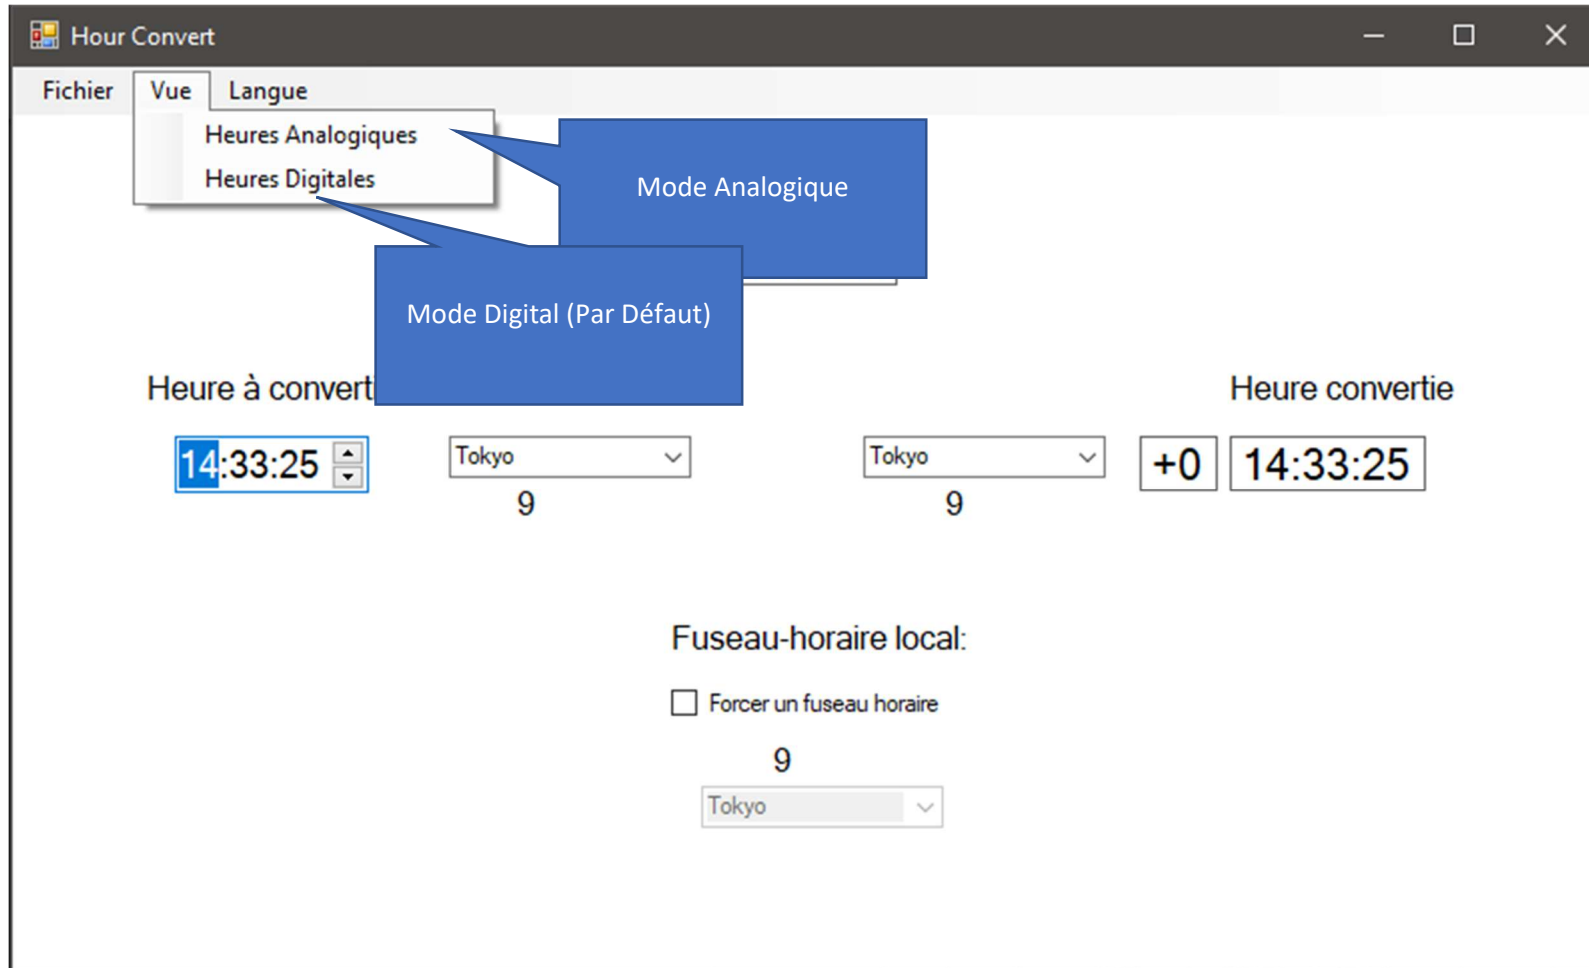 Hour Convert
Fichier Vue Langue
Heures Analogiques
Heures Digitales
Mode Analogique
Mode Digital (Par Défaut)
Heure à converti
Heure convertie
14:33:25 Tokyo Tokyo +0 14:33:25
9 9
Fuseau-horaire local:
Forcer un fuseau horaire
9
Tokyo